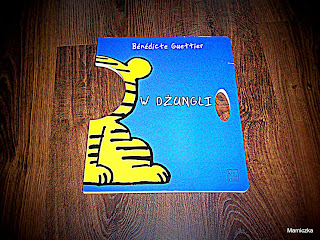 Bénédicte Guettier
W DŻUNGLI
Mamiczka